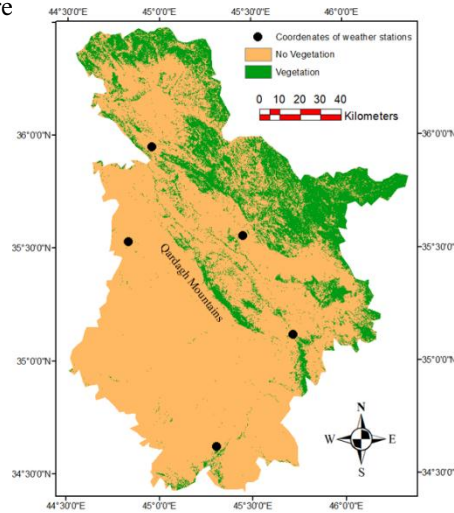 re
44°30'0"E 45°0'0"E 45°30'0"E 46°0'0"E
Coordenates of weather stations
No Vegetation
Vegetation
0 10 20 30 40
Kilometers
36°0'0"N 36°0'0"N
35°30'0"N 35°30'0"N
Qardagh Mountains
35°0'0"N 35°0'0"N
N
W E
S
34°30'0"N 34°30'0"N
44°30'0"E 45°0'0"E 45°30'0"E 46°0'0"E